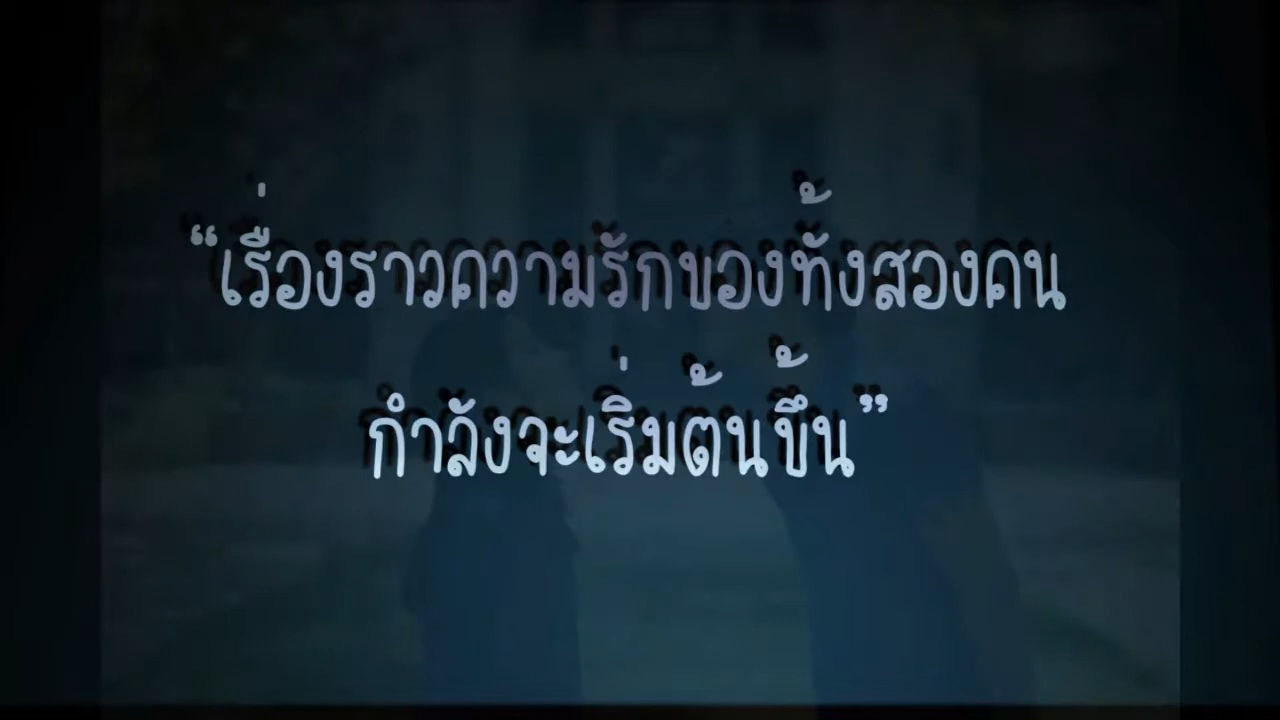 “เรื่องราวความรักของทั้งสองคน
กำลังจะเริ่มต้นขึ้น”